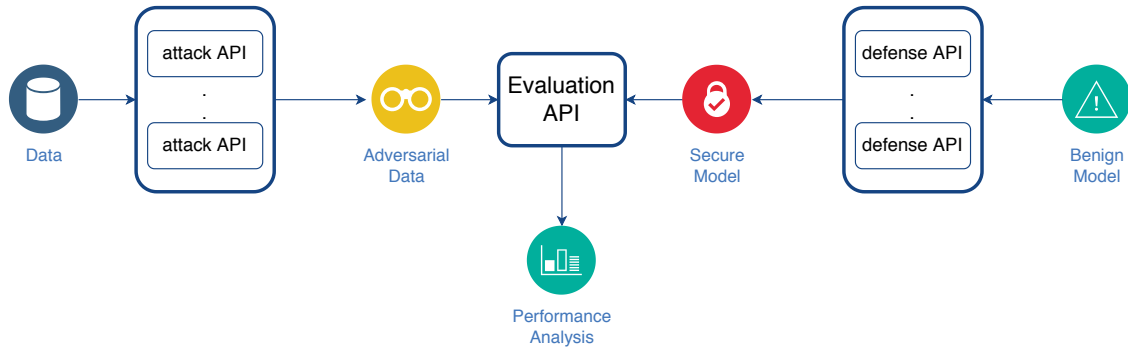 attack API
.
.
attack API
Data
Adversarial
Data
Evaluation
API
Secure
Model
defense API
.
.
defense API
Benign
Model
!
Performance
Analysis